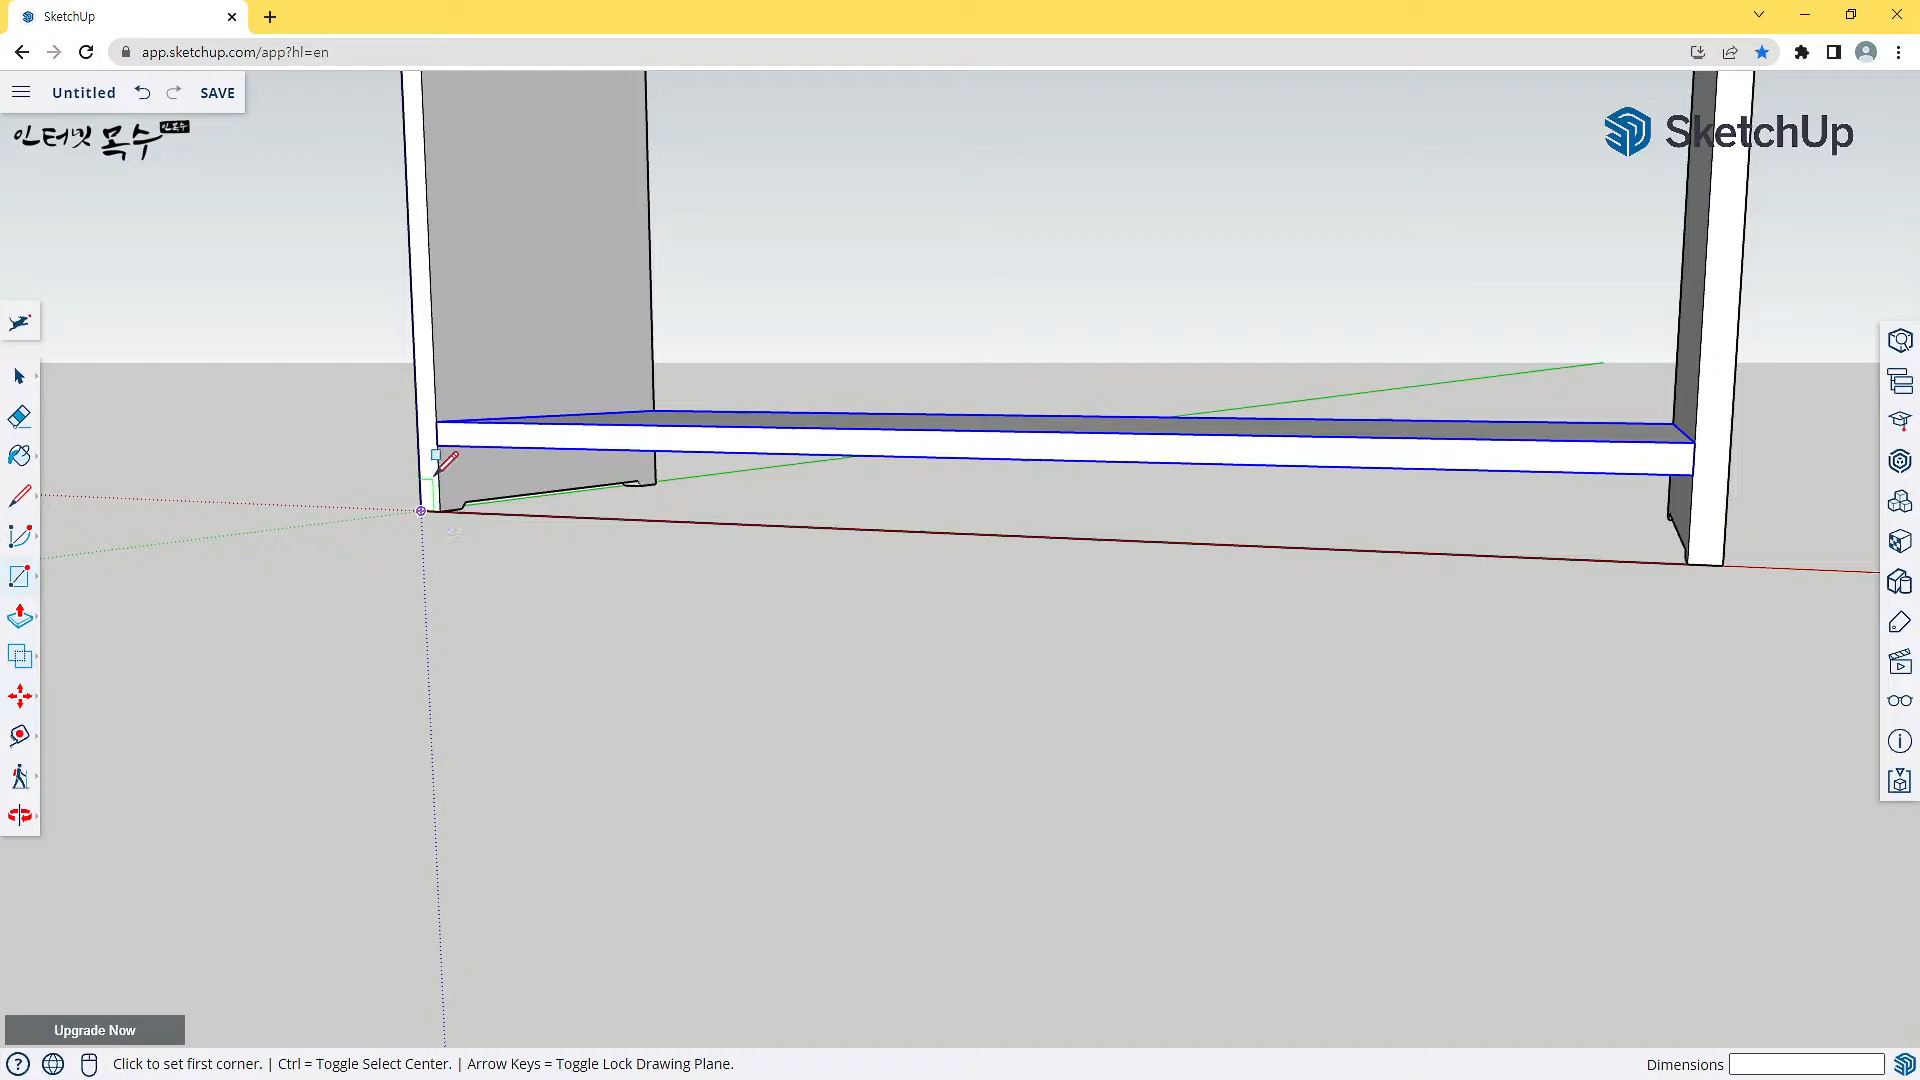 SketchUp
app.sketchup.com/app?hl=en
Untitled
SAVE
인터넷 목수
SketchUp
Upgrade Now
Click to set first corner. | Ctrl = Toggle Select Center. | Arrow Keys = Toggle Lock Drawing Plane.
Dimensions